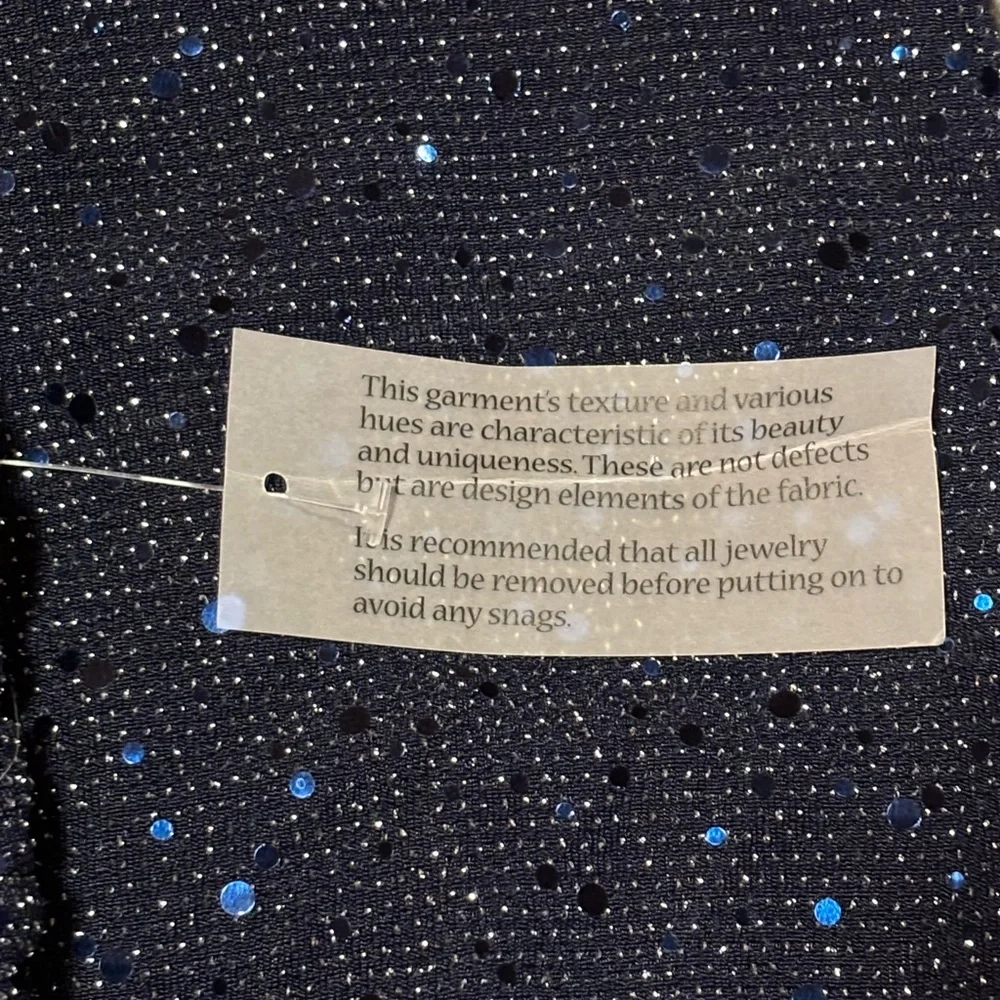 This garment's texture and various
hues are characteristic of its beauty
and uniqueness. These are not defects
but are design elements of the fabric.
It is recommended that all jewelry
should be removed before putting on to
avoid any snags.